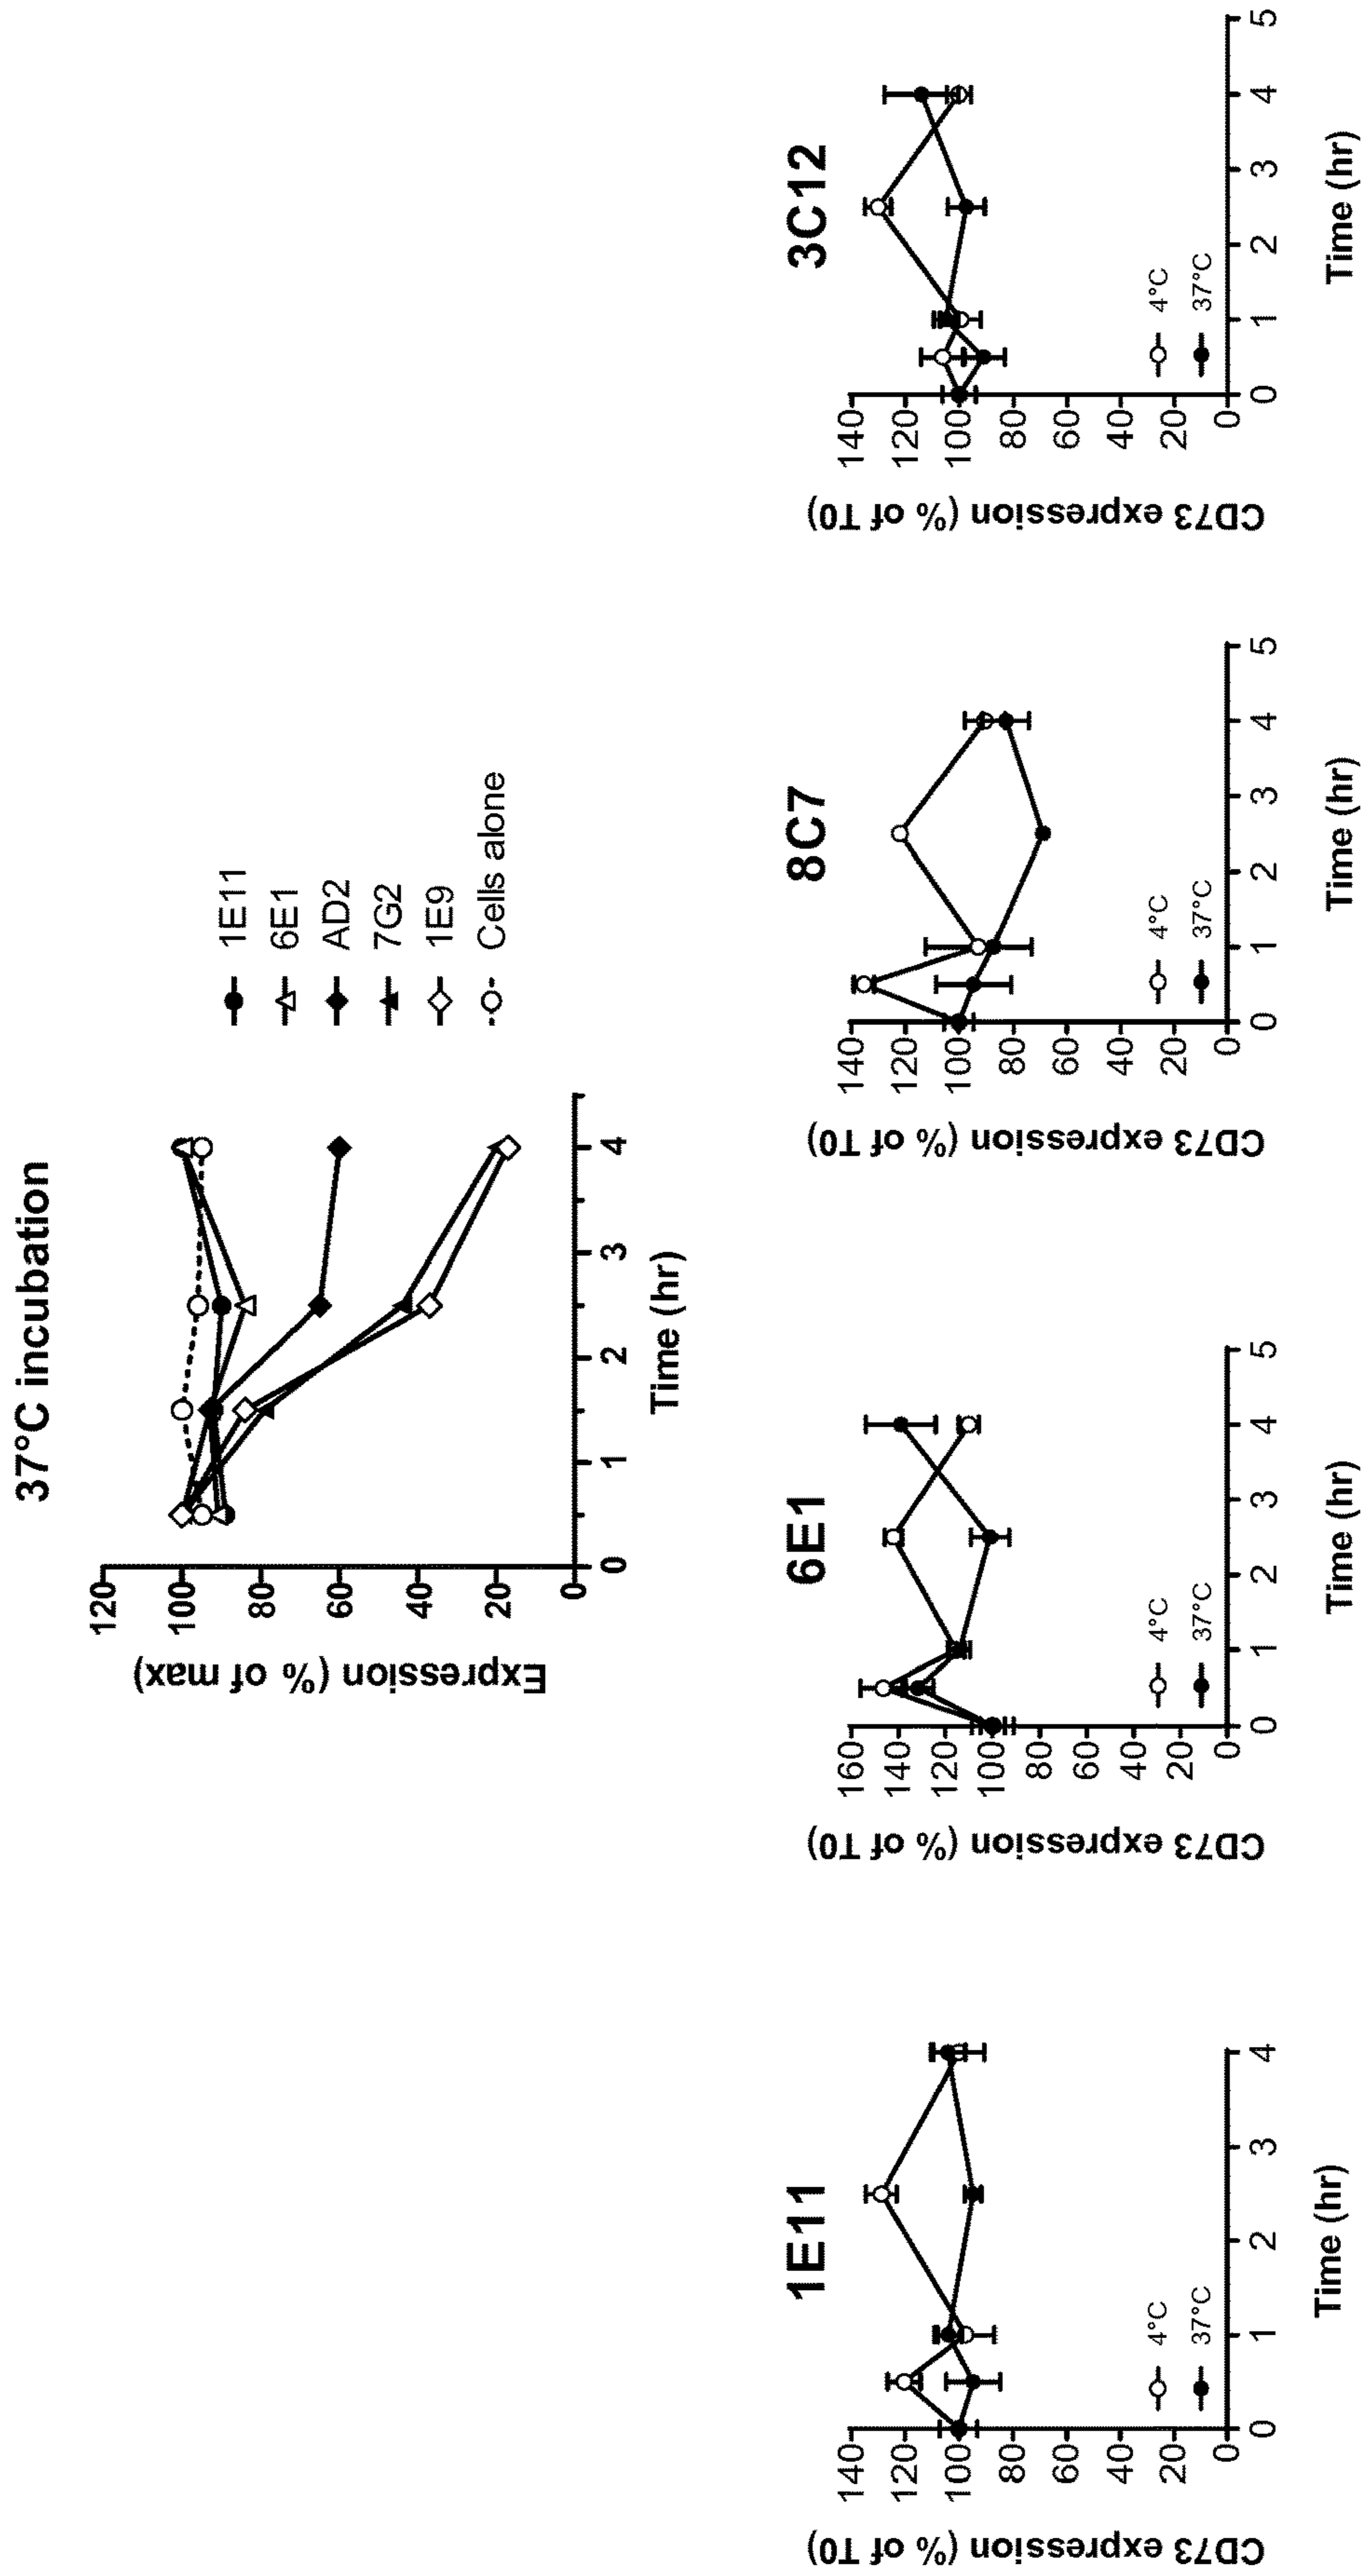 37°C incubation
Expression (% of max)
120
100
80
60
40
20
0
0 1 2 3 4
Time (hr)
1E11
6E1
AD2
7G2
1E9
Cells alone
1E11
CD73 expression (% of T0)
140
120
100
80
60
40
20
0
4°C
37°C
0 1 2 3 4
Time (hr)
6E1
CD73 expression (% of T0)
160
140
120
100
80
60
40
20
0
4°C
37°C
0 1 2 3 4 5
Time (hr)
8C7
CD73 expression (% of T0)
140
120
100
80
60
40
20
0
4°C
37°C
0 1 2 3 4 5
Time (hr)
3C12
CD73 expression (% of T0)
140
120
100
80
60
40
20
0
4°C
37°C
0 1 2 3 4 5
Time (hr)